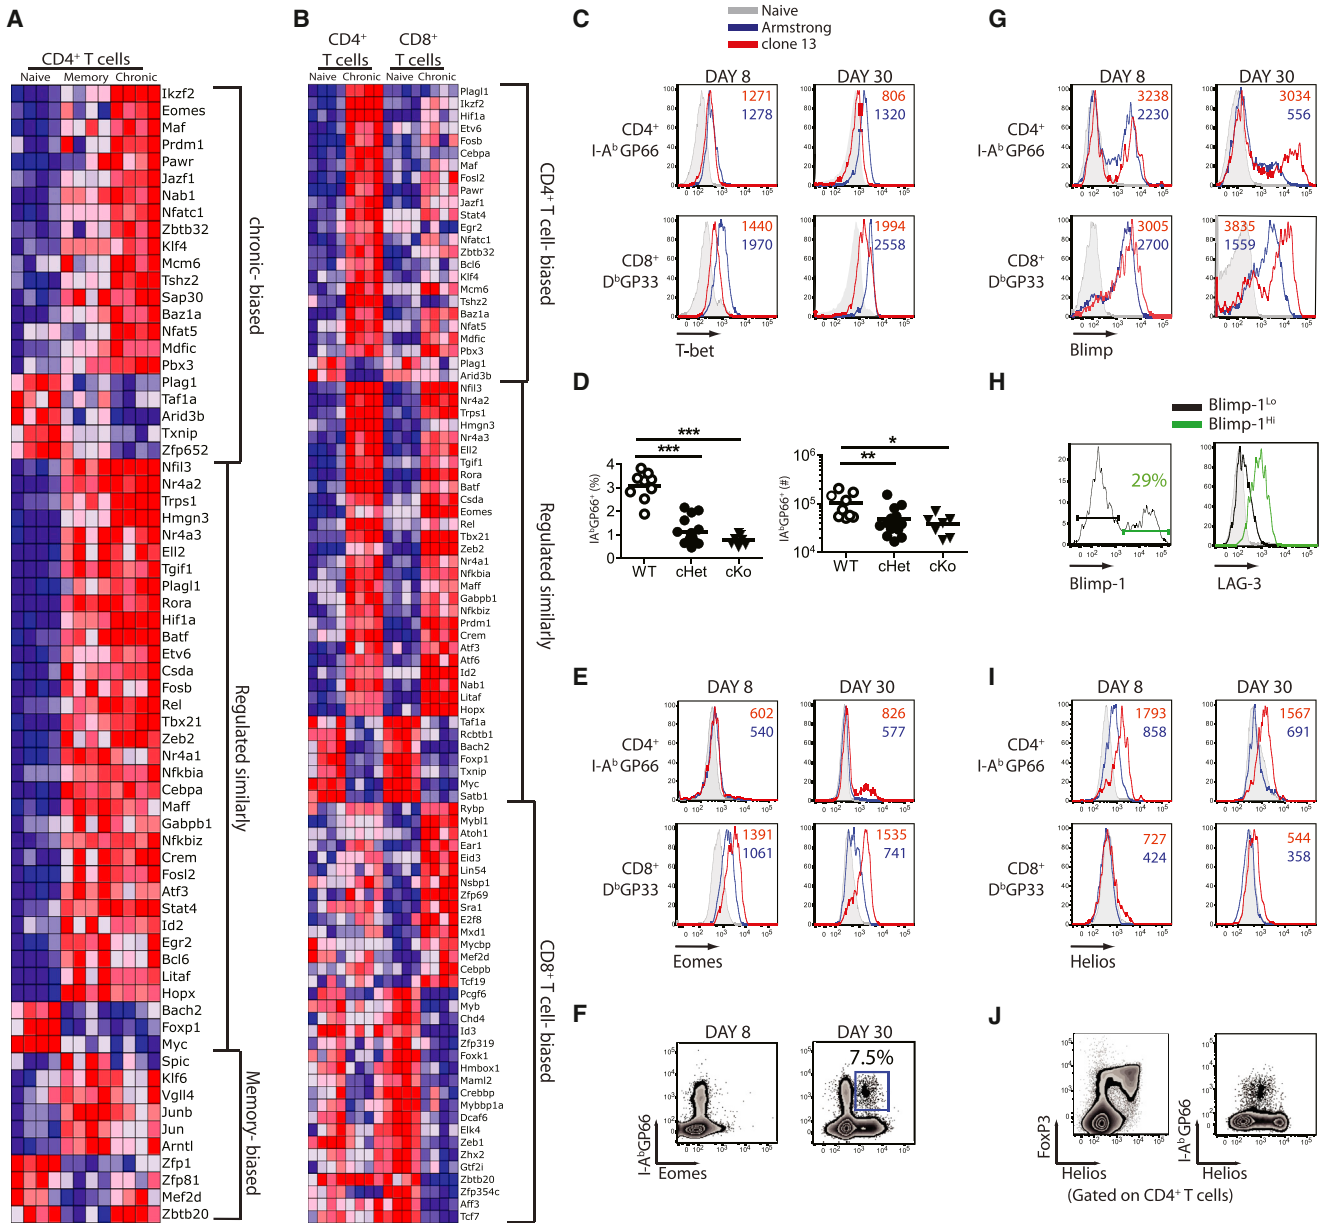 A
CD4+ T cells
Naive Memory Chronic
Ikzf2
Eomes
Maf
Prdm1
Pawr
Jazf1
Nab1
Nfatc1
Zbtb32
Klf4
Mcm6
Tshz2
Sap30
Baz1a
Nfat5
Mdfic
Pbx3
Plag1
Taf1a
Arid3b
Txnip
Zfp652
Nfil3
Nr4a2
Trps1
Hmgn3
Nr4a3
Ell2
Tgif1
Plagl1
Rora
Hif1a
Batf
Etv6
Csda
Fosb
Rel
Tbx21
Zeb2
Nr4a1
Nfkbia
Cebpa
Maff
Gabpb1
Nfkbiz
Crem
Fosl2
Atf3
Stat4
Id2
Egr2
Bcl6
Litaf
Hopx
Bach2
Foxp1
Myc
Spic
Klf6
Vgll4
Junb
Jun
Arntl
Zfp1
Zfp81
Mef2d
Zbtb20
chronic- biased
Regulated similarly
Memory- biased
B
CD4+ CD8+
T cells T cells
Naive Chronic Naive Chronic
Plagl1
Ikzf2
Hif1a
Etv6
Fosb
Cebpa
Maf
Fosl2
Pawr
Jazf1
Stat4
Egr2
Nfatc1
Zbtb32
Bcl6
Klf4
Mcm6
Tshz2
Baz1a
Nfat5
Mdfic
Pbx3
Plag1
Arid3b
Nfil3
Nr4a2
Trps1
Hmgn3
Nr4a3
Ell2
Tgif1
Rora
Batf
Csda
Eomes
Rel
Tbx21
Zeb2
Nr4a1
Nfkbia
Maff
Gabpb1
Nfkbiz
Prdm1
Crem
Atf3
Atf6
Id2
Nab1
Litaf
Hopx
Taf1a
Rcbtb1
Bach2
Foxp1
Txnip
Myc
Satb1
Rybp
Mybl1
Atoh1
Ear1
Eid3
Lin54
Nsbp1
Zfp69
Sra1
E2f8
Mxd1
Mycbp
Mef2d
Cebpb
Tcf19
Pcgf6
Myb
Chd4
Id3
Zfp319
Foxk1
Hmbox1
Maml2
Crebbp
Mybbp1a
Dcaf6
Elk4
Zeb1
Zhx2
Gtf2i
Zbtb20
Zfp354c
Aff3
Tcf7
CD4+ T cell- biased
Regulated similarly
CD8+ T cell- biased
C
Naive
Armstrong
clone 13
DAY 8 DAY 30
CD4+
I-Ab GP66
1271
1278
806
1320
CD8+
DbGP33
1440
1970
1994
2558
T-bet
D
IAbGP66+ (%)
4
3
2
1
0
*** 
***
WT cHet cKo
IAbGP66+ (#)
10^6
10^5
10^4
*
**
WT cHet cKo
E
DAY 8 DAY 30
CD4+
I-Ab GP66
602
540
826
577
CD8+
DbGP33
1391
1061
1535
741
Eomes
F
DAY 8 DAY 30
7.5%
I-AbGP66
Eomes
G
DAY 8 DAY 30
CD4+
I-Ab GP66
3238
2230
3034
556
CD8+
DbGP33
3005
2700
3835
1559
Blimp
H
Blimp-1Lo
Blimp-1Hi
29%
Blimp-1
LAG-3
I
DAY 8 DAY 30
CD4+
I-Ab GP66
1793
858
1567
691
CD8+
DbGP33
727
424
544
358
Helios
J
FoxP3
Helios
I-AbGP66
Helios
(Gated on CD4+ T cells)